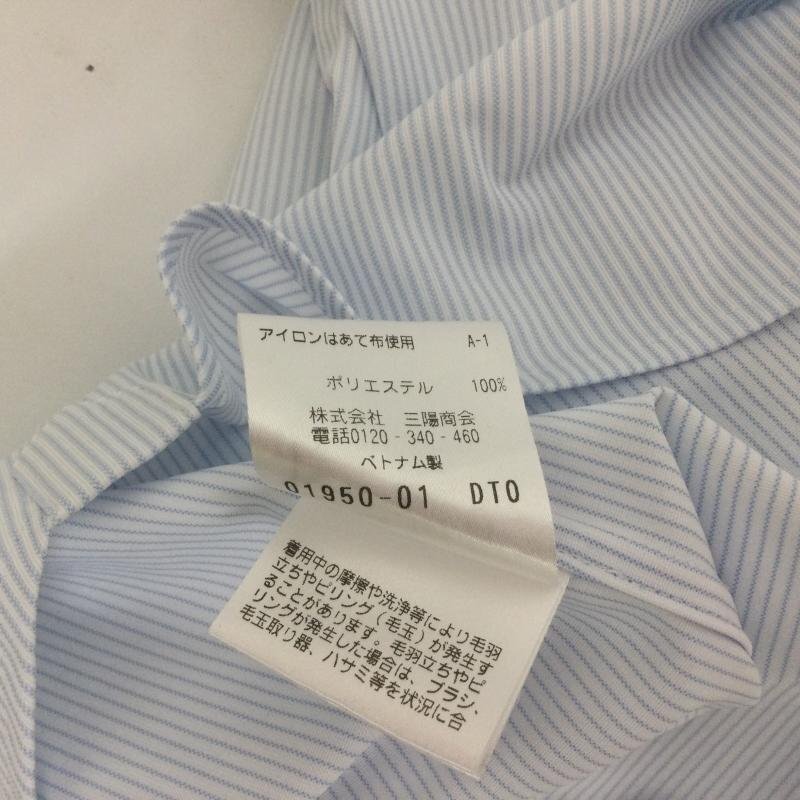 アイロンはあて布使用 A-1
ポリエステル 100%
株式会社 三陽商会
電話0120-340-460
ベトナム製
91950-01 DT0
着用中の摩擦や洗浄等により毛羽
立ちやピリング(毛玉)が発生す
ることがあります。毛羽立ちやピ
リングが発生した場合は、ブラシ、
毛玉取り器、ハサミ等を状況に合